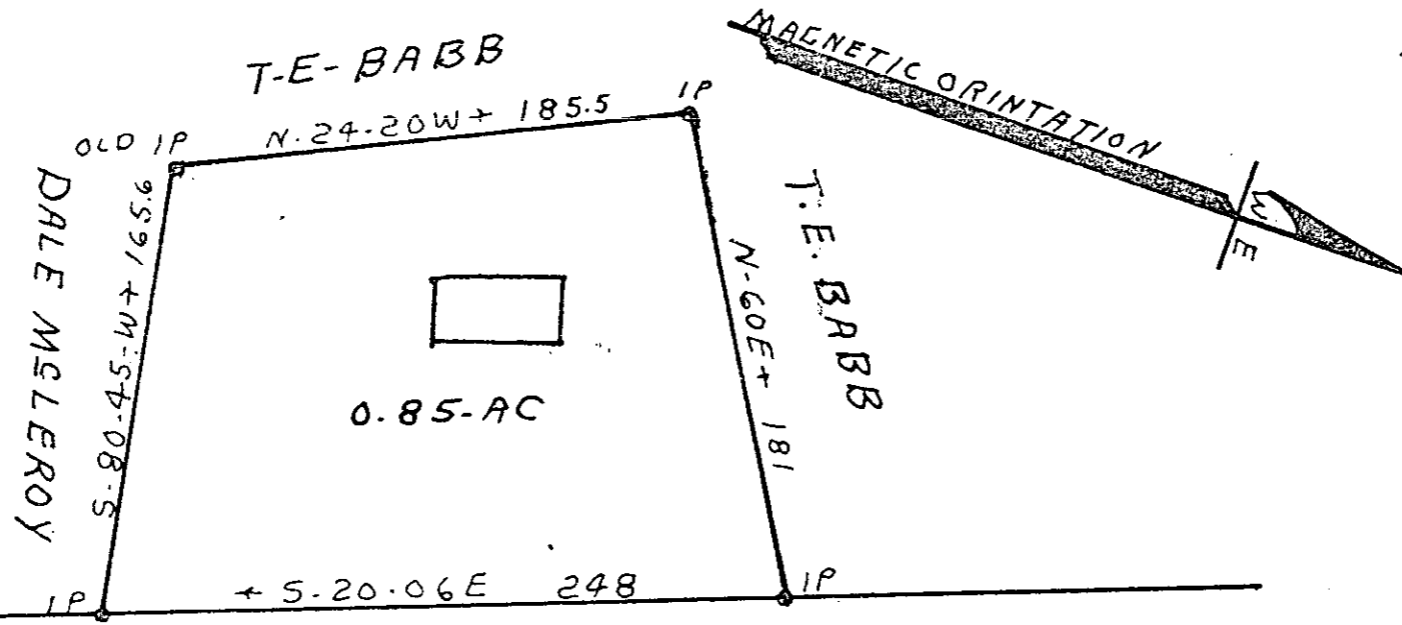 T-E-BABB
MAGNETIC ORINTATION
W
E
OLD IP
N.24-20W+ 185.5
IP
DALE MCLEROY
S-80-45-W+165.6
N-60E+ 181
T.E. BABB
0.85-AC
IP
+ S-20.06E 248
IP